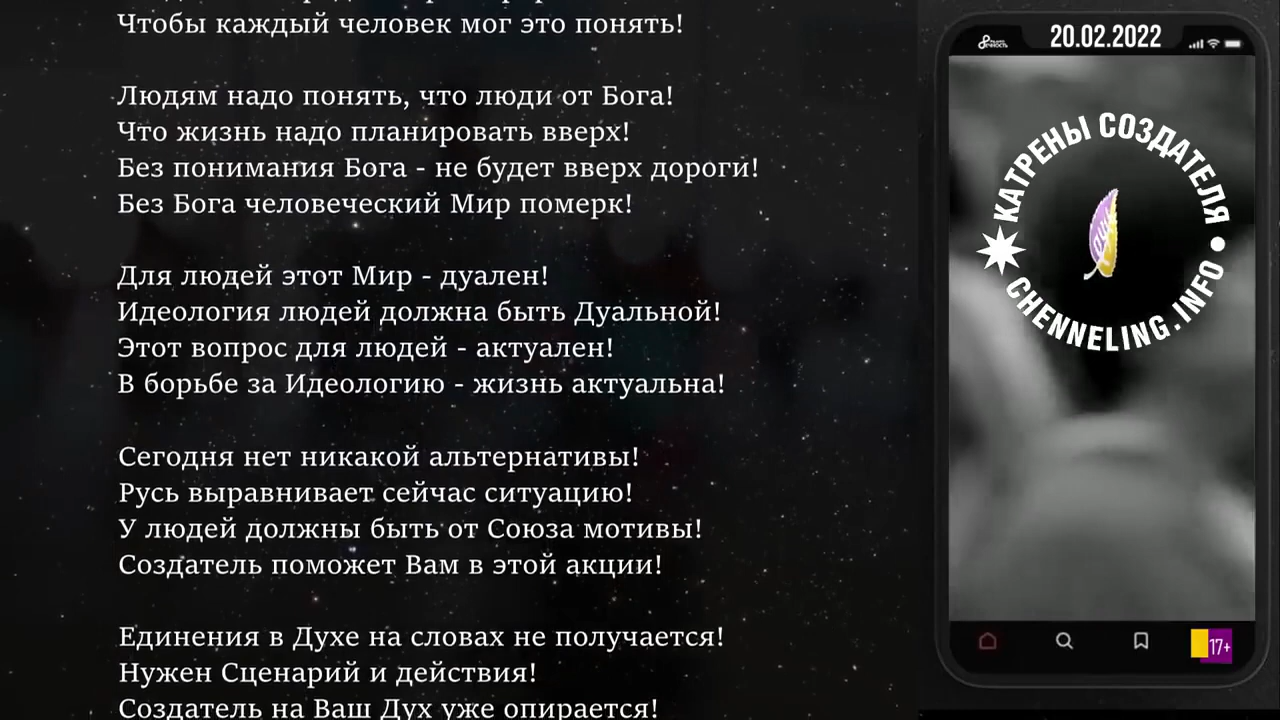 Чтобы каждый человек мог это понять!
Людям надо понять, что люди от Бога!
Что жизнь надо планировать вверх!
Без понимания Бога - не будет вверх дороги!
Без Бога человеческий Мир померк!
Для людей этот Мир - дуален!
Идеология людей должна быть Дуальной!
Этот вопрос для людей - актуален!
В борьбе за Идеологию - жизнь актуальна!
Сегодня нет никакой альтернативы!
Русь выравнивает сейчас ситуацию!
У людей должны быть от Союза мотивы!
Создатель поможет Вам в этой акции!
Единения в Духе на словах не получается!
Нужен Сценарий и действия!
Создатель на Ваш Дух уже опирается!
20.02.2022
КАТРЕНЫ СОЗДАТЕЛЯ
CHENNELING.INFO
17+